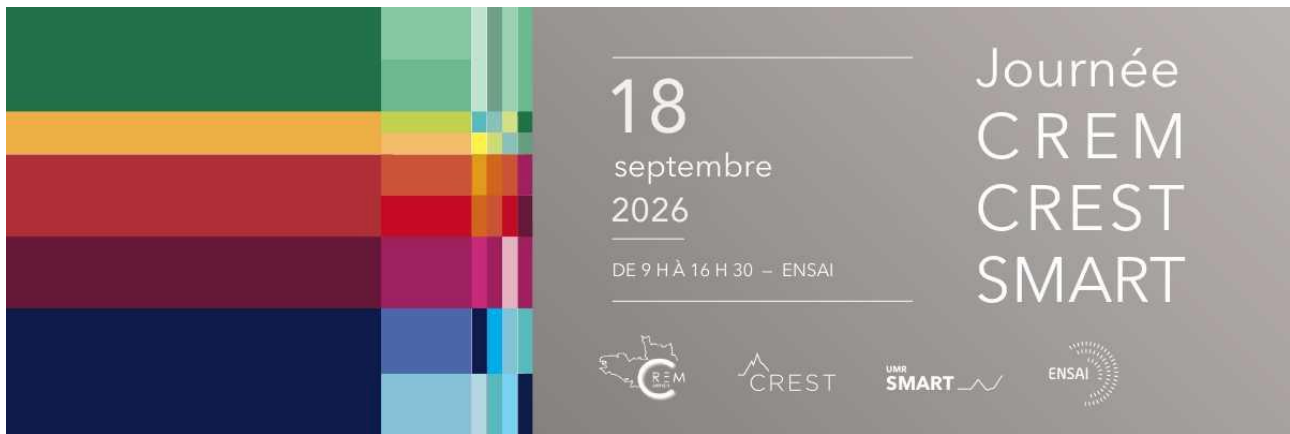 18
septembre
2026
DE 9 H À 16 H 30 – ENSAI
Journée
CREM
CREST
SMART
CREM
CREST
UMR
SMART
ENSAI